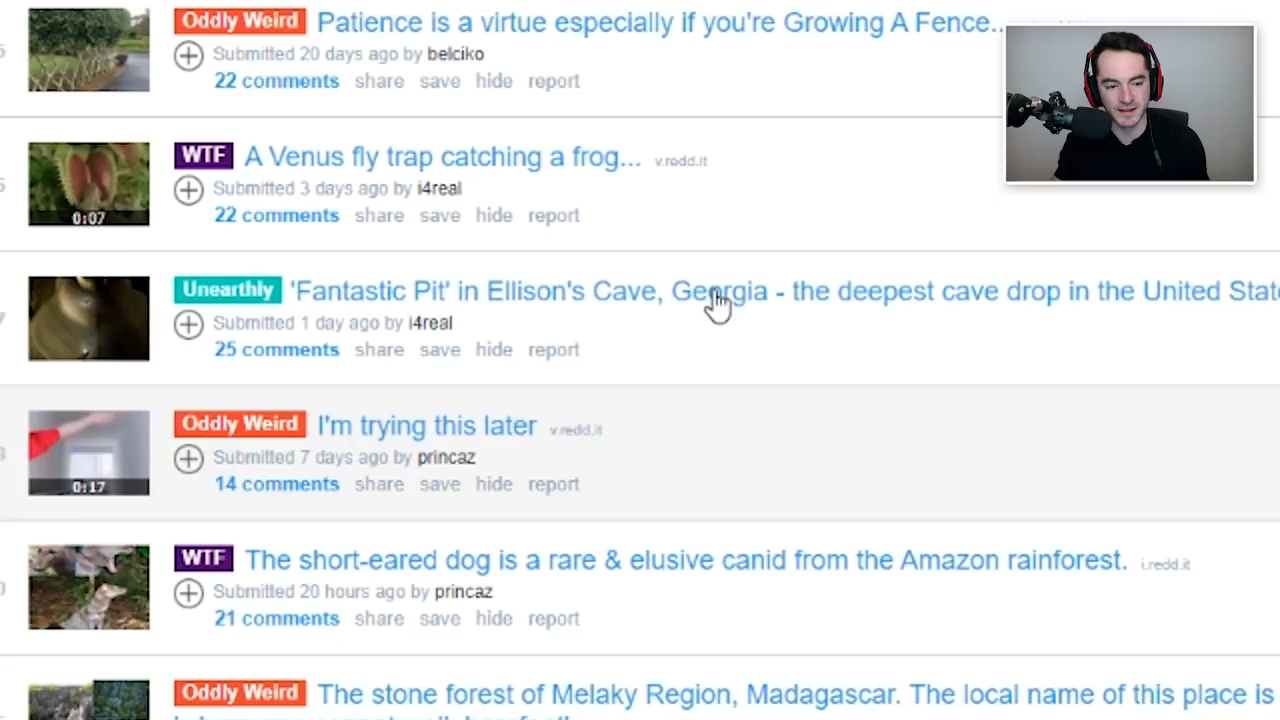 Oddly Weird Patience is a virtue especially if you're Growing A Fence..
Submitted 20 days ago by belciko
22 comments share save hide report
WTF A Venus fly trap catching a frog... v.redd.it
Submitted 3 days ago by i4real
0:07
22 comments share save hide report
Unearthly 'Fantastic Pit' in Ellison's Cave, Georgia - the deepest cave drop in the United
Submitted 1 day ago by i4real
25 comments share save hide report
Oddly Weird I'm trying this later v.redd.it
Submitted 7 days ago by princaz
0:17
14 comments share save hide report
WTF The short-eared dog is a rare & elusive canid from the Amazon rainforest. i.redd.it
Submitted 20 hours ago by princaz
21 comments share save hide report
Oddly Weird The stone forest of Melaky Region, Madagascar. The local name of this place is